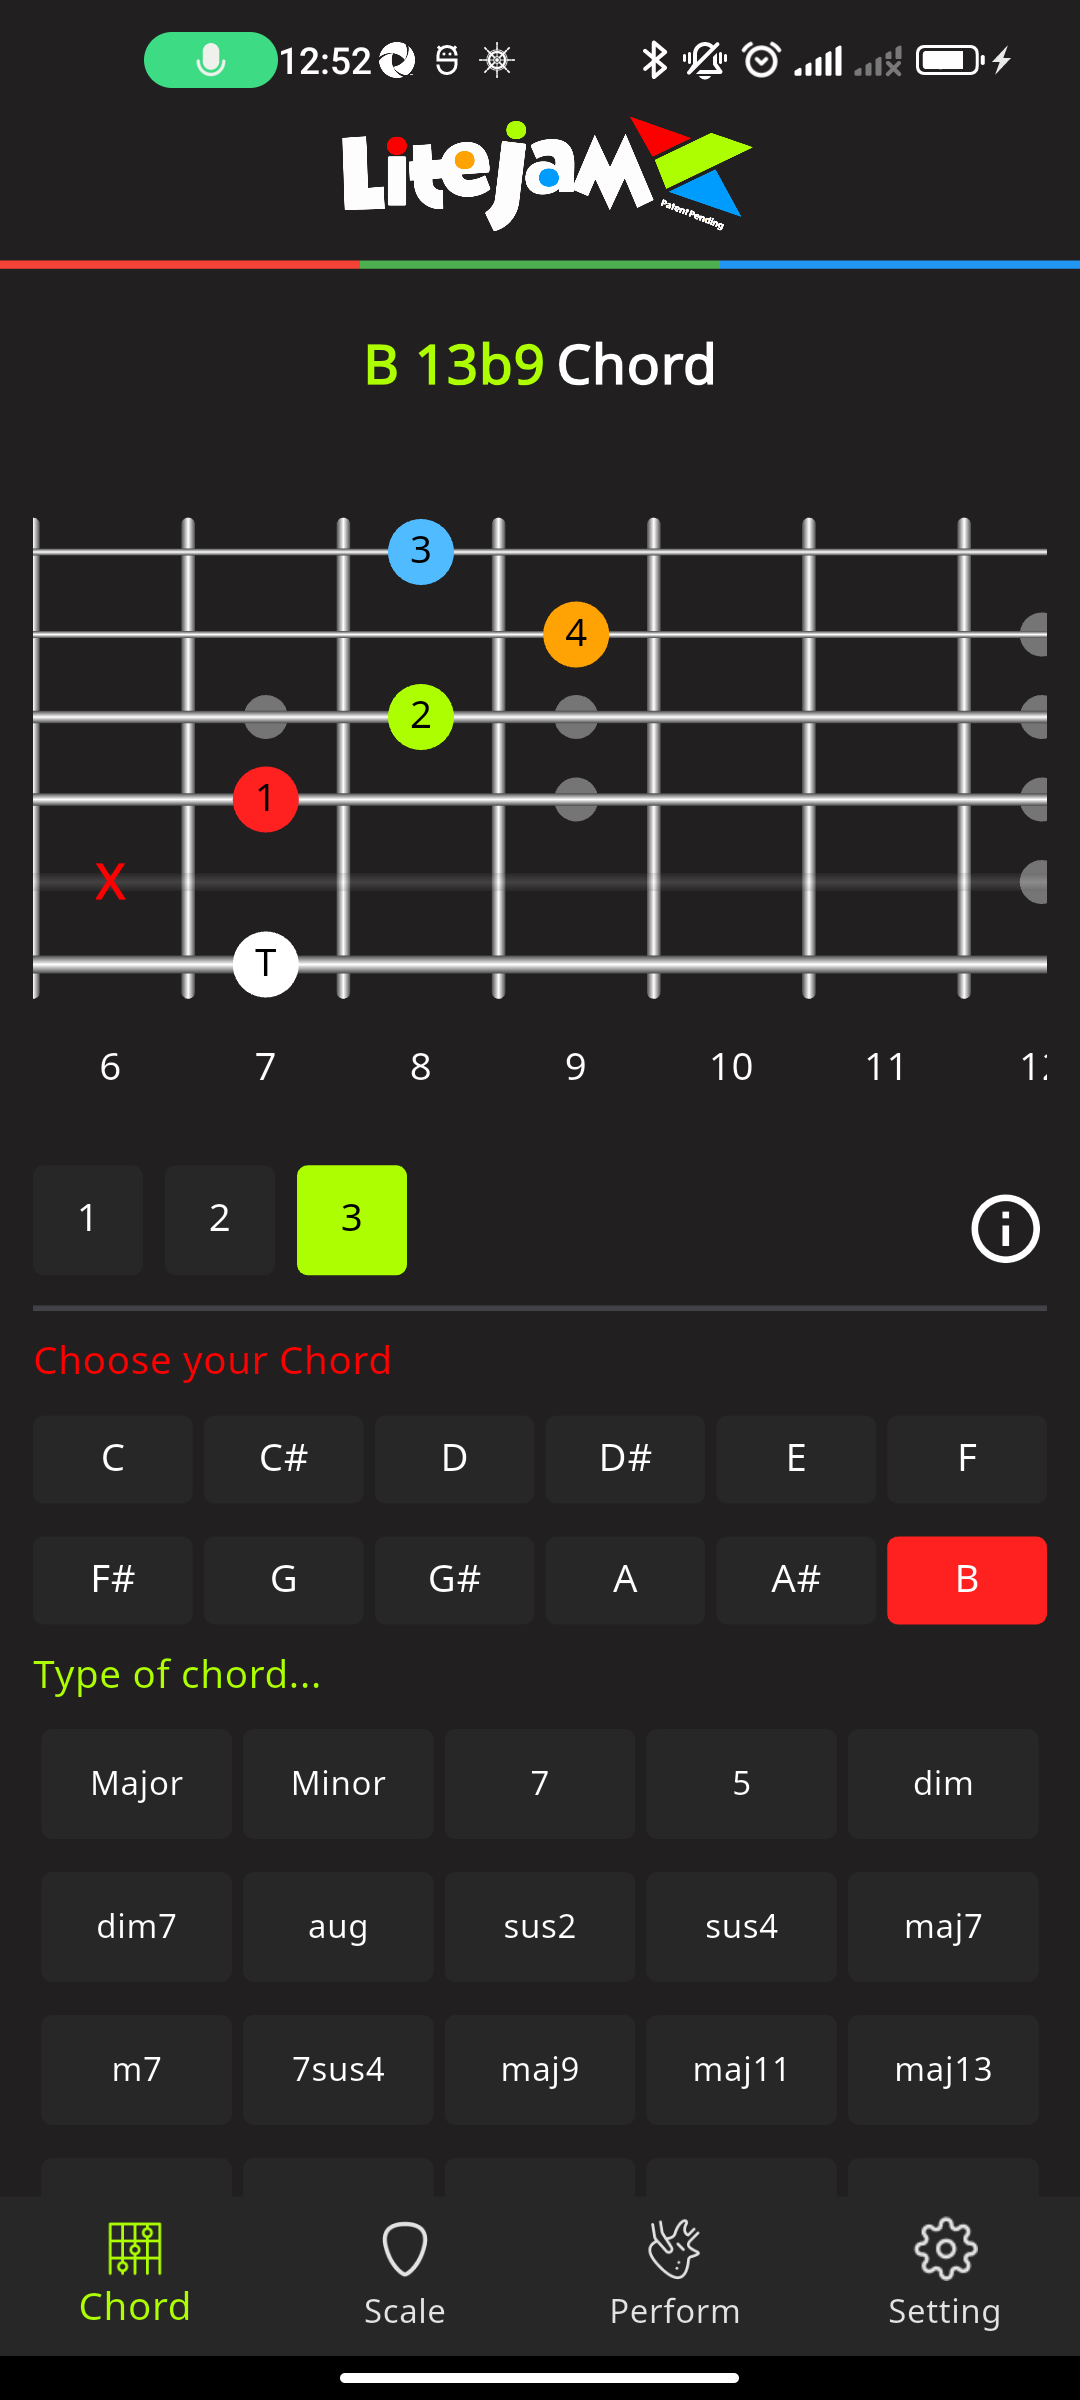 12:52
Litejam
Patent Pending
B 13b9 Chord
3
4
2
1
X
T
6 7 8 9 10 11
1 2 3
Choose your Chord
C C# D D# E F
F# G G# A A# B
Type of chord...
Major Minor 7 5 dim
dim7 aug sus2 sus4 maj7
m7 7sus4 maj9 maj11 maj13
Chord Scale Perform Setting